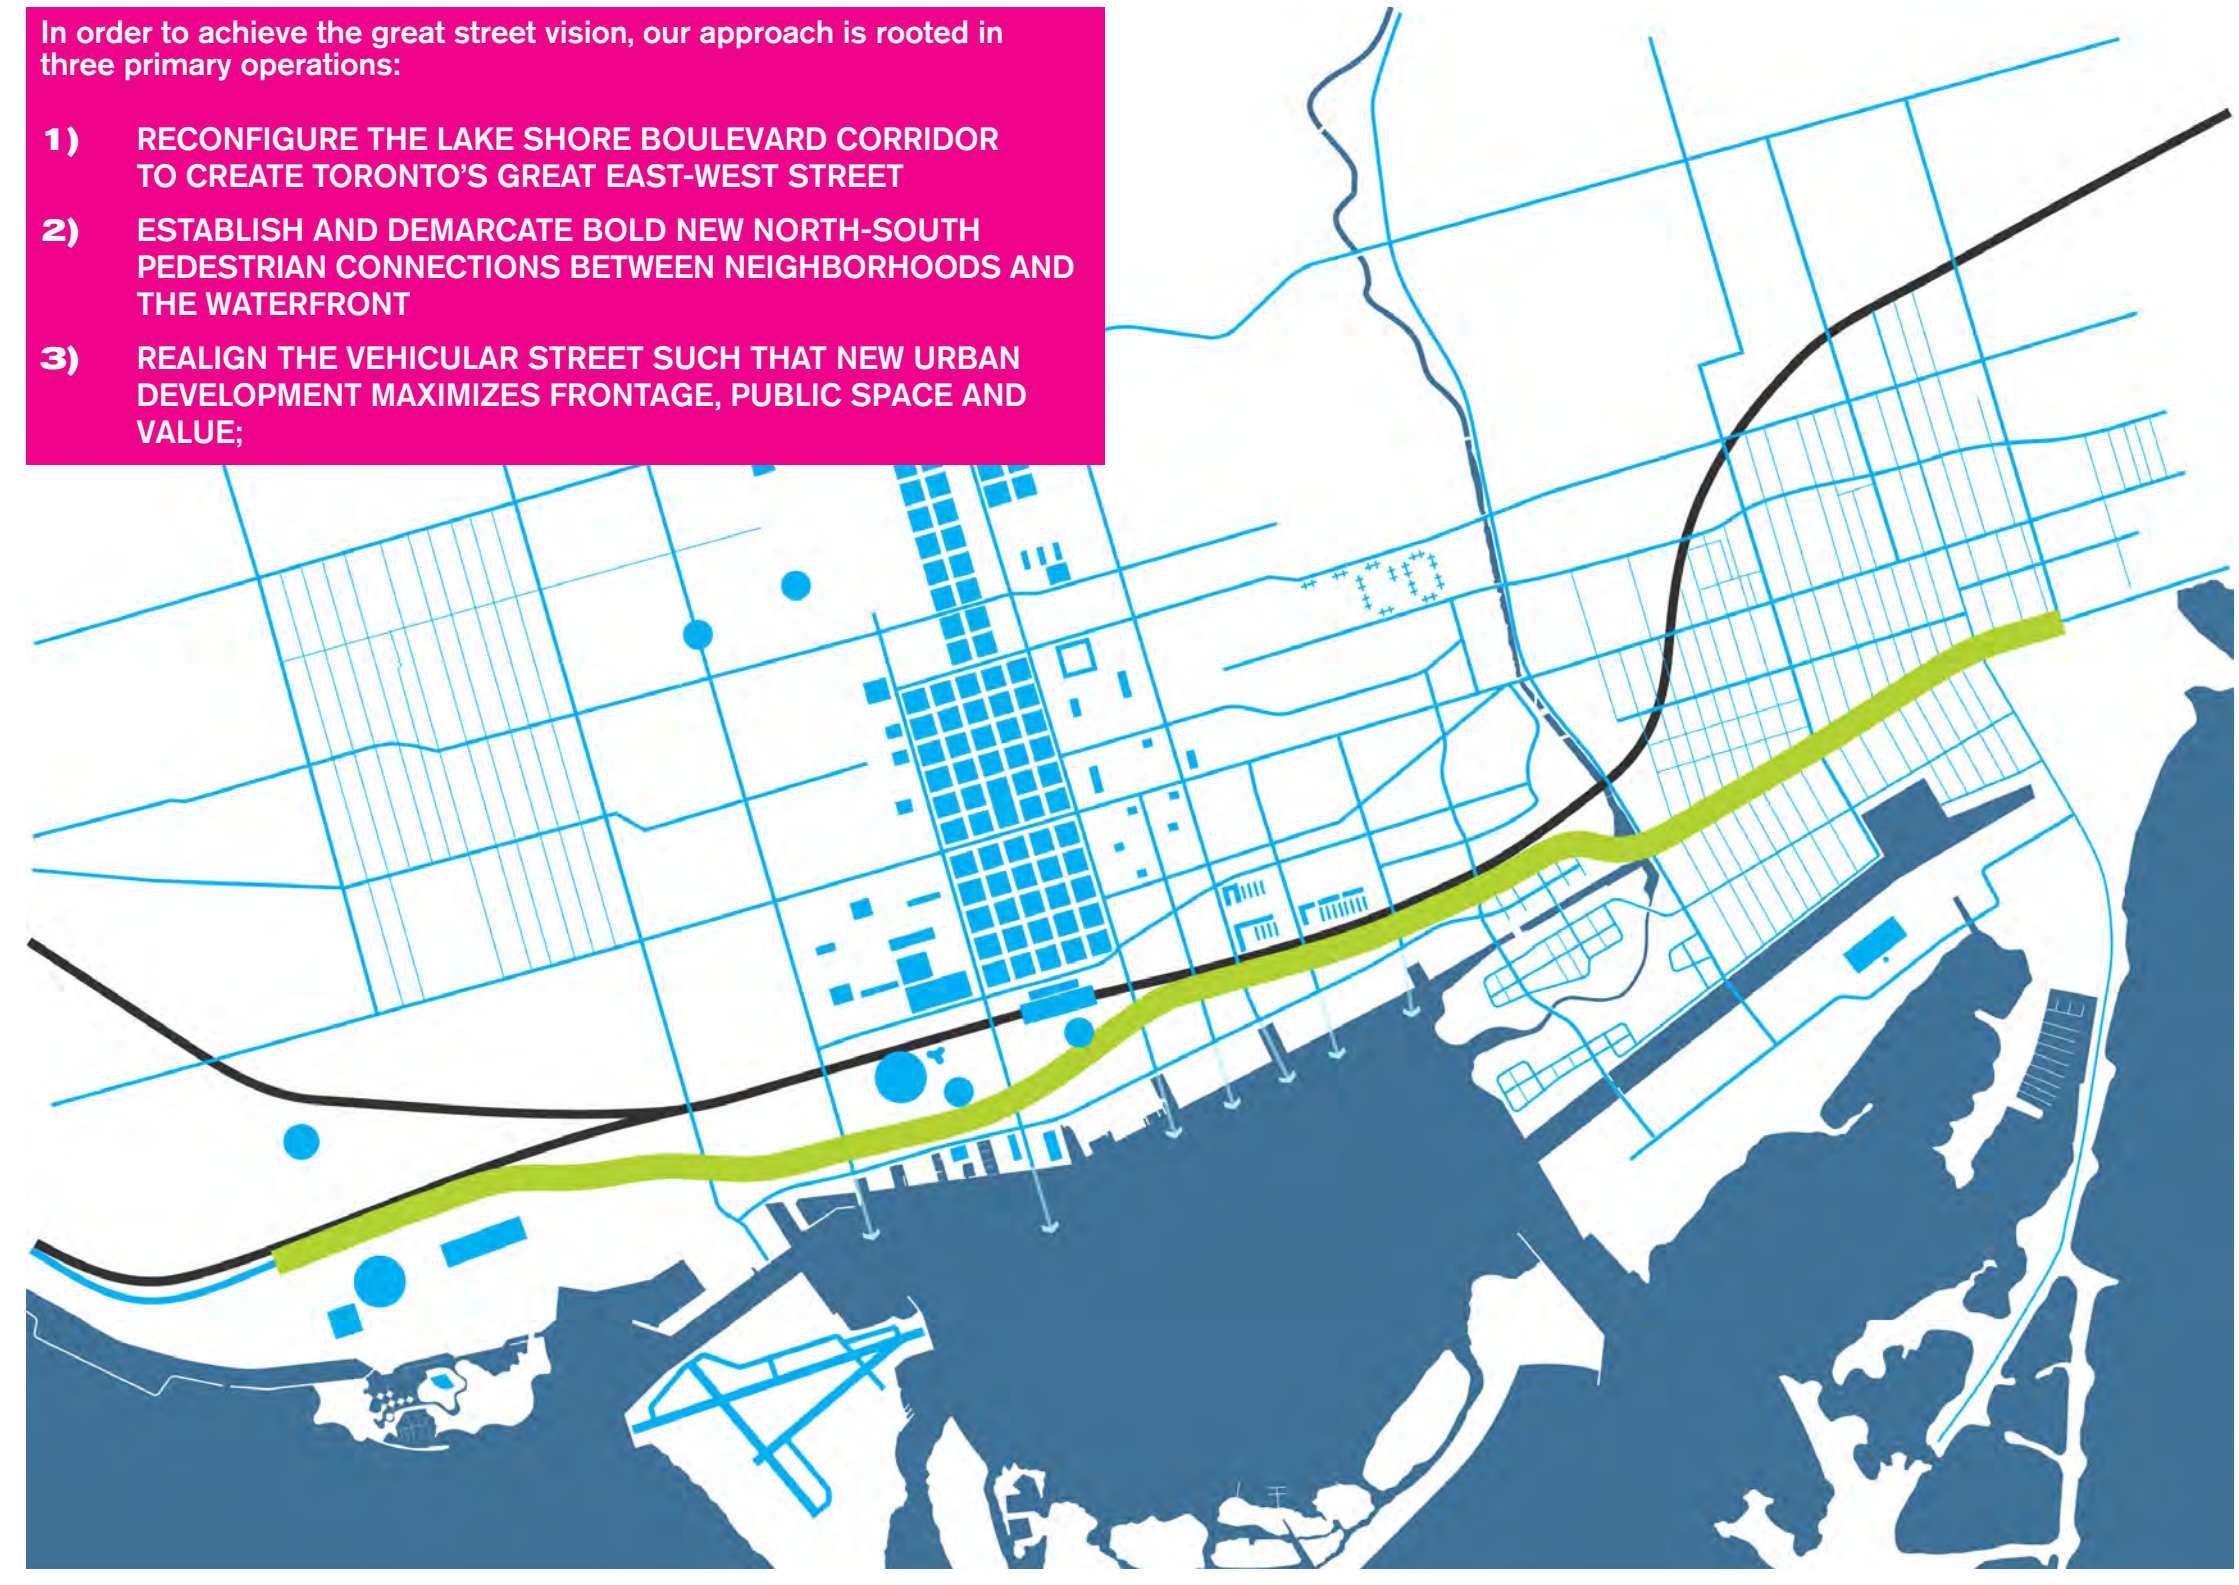 In order to achieve the great street vision, our approach is rooted in
three primary operations:
1) RECONFIGURE THE LAKE SHORE BOULEVARD CORRIDOR
TO CREATE TORONTO’S GREAT EAST-WEST STREET
2) ESTABLISH AND DEMARCATE BOLD NEW NORTH-SOUTH
PEDESTRIAN CONNECTIONS BETWEEN NEIGHBORHOODS AND
THE WATERFRONT
3) REALIGN THE VEHICULAR STREET SUCH THAT NEW URBAN
DEVELOPMENT MAXIMIZES FRONTAGE, PUBLIC SPACE AND
VALUE;